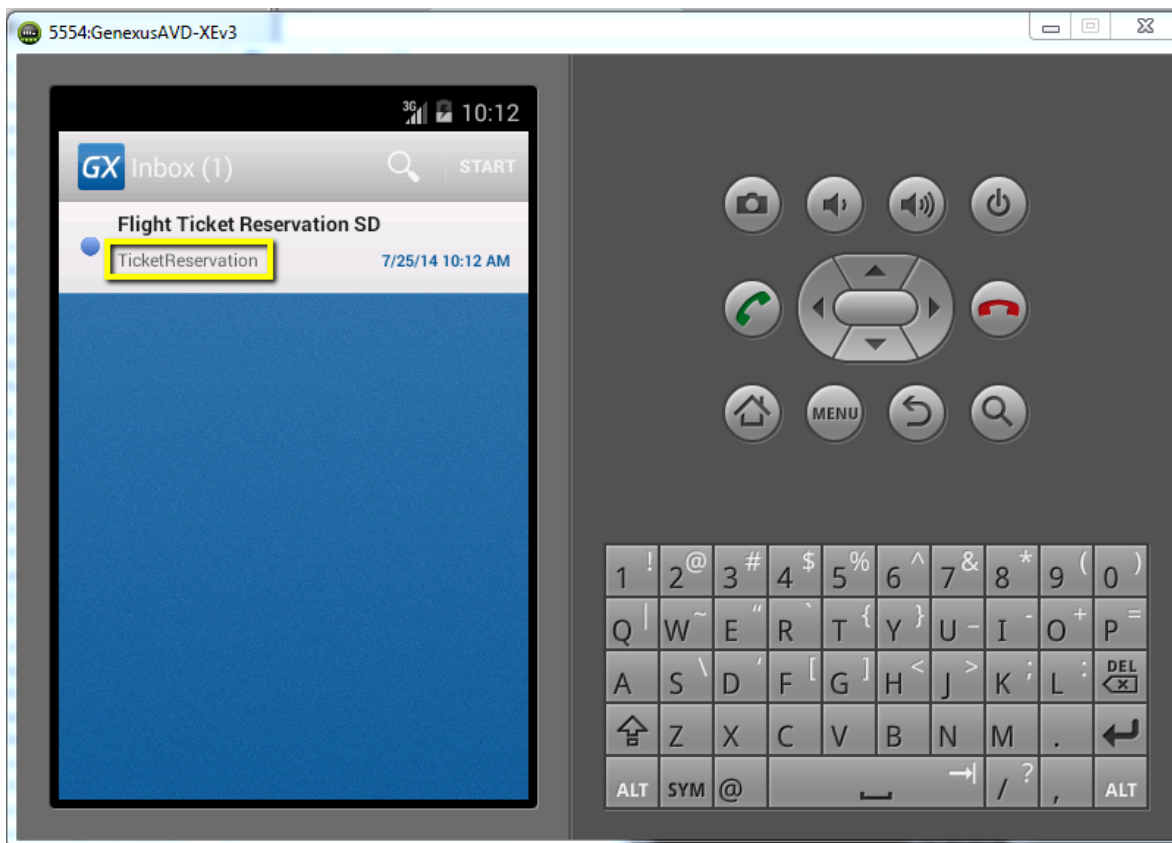 5554:GenexusAVD-XEv3
3G 10:12
GX Inbox (1) START
Flight Ticket Reservation SD
TicketReservation 7/25/14 10:12 AM
MENU
1 ! 2 @ 3 # 4 $ 5 % 6 ^ 7 & 8 * 9 ( 0 )
Q | W ~ E " R ` T { Y } U _ I - O + P =
A S \ D ' F [ G ] H < J > K ; L : DEL
Z X C V B N M .
ALT SYM @ / ? , ALT